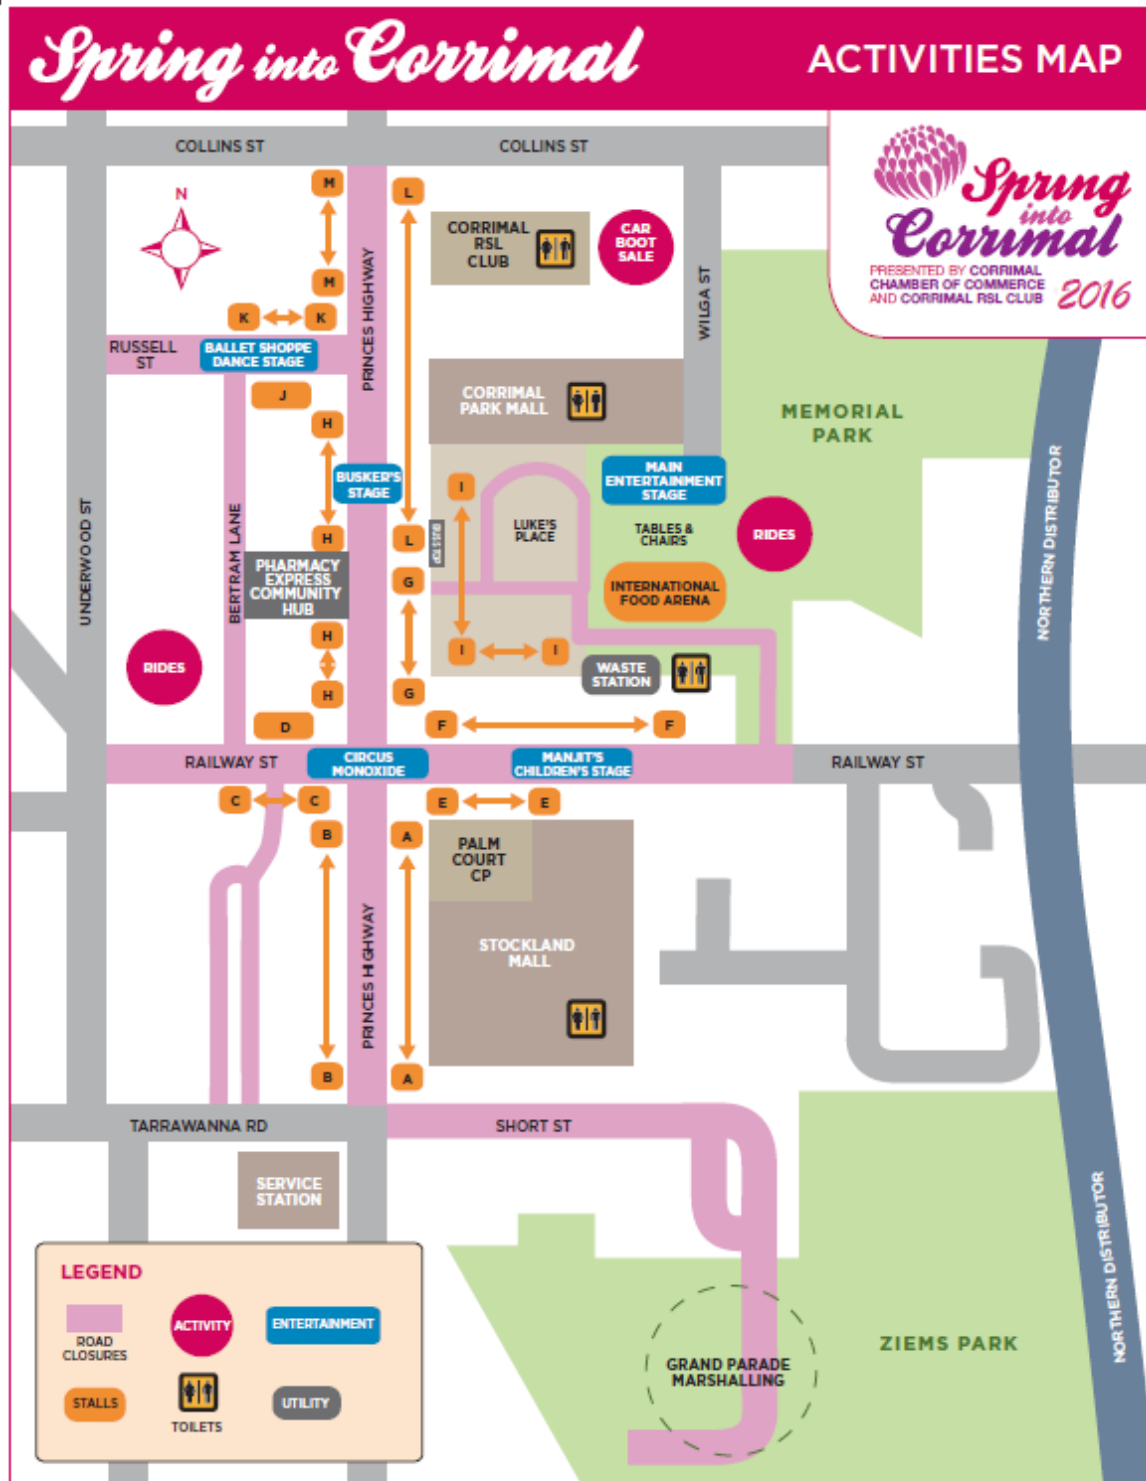 Spring into Corrimal
ACTIVITIES MAP
COLLINS ST
COLLINS ST
Spring
into
Corrimal
PRESENTED BY CORRIMAL
CHAMBER OF COMMERCE
AND CORRIMAL RSL CLUB
2016
N
M
L
CORRIMAL
RSL
CLUB
CAR
BOOT
SALE
M
K
K
PRINCES HIGHWAY
WILGA ST
RUSSELL
ST
BALLET SHOPPE
DANCE STAGE
J
H
CORRIMAL
PARK MALL
MEMORIAL
PARK
BUSKER'S
STAGE
I
MAIN
ENTERTAINMENT
STAGE
UNDERWOOD ST
BERTRAM LANE
H
L
BUS STOP
LUKE'S
PLACE
TABLES &
CHAIRS
RIDES
NORTHERN DISTRIBUTOR
PHARMACY
EXPRESS
COMMUNITY
HUB
G
INTERNATIONAL
FOOD ARENA
H
I
I
RIDES
H
G
WASTE
STATION
D
F
F
RAILWAY ST
CIRCUS
MONOXIDE
MANJIT'S
CHILDREN'S STAGE
RAILWAY ST
C
C
E
E
B
A
PALM
COURT
CP
PRINCES HIGHWAY
STOCKLAND
MALL
B
A
TARRAWANNA RD
SHORT ST
SERVICE
STATION
NORTHERN DISTRIBUTOR
LEGEND
ROAD
CLOSURES
ACTIVITY
ENTERTAINMENT
STALLS
TOILETS
UTILITY
ZIEMS PARK
GRAND PARADE
MARSHALLING